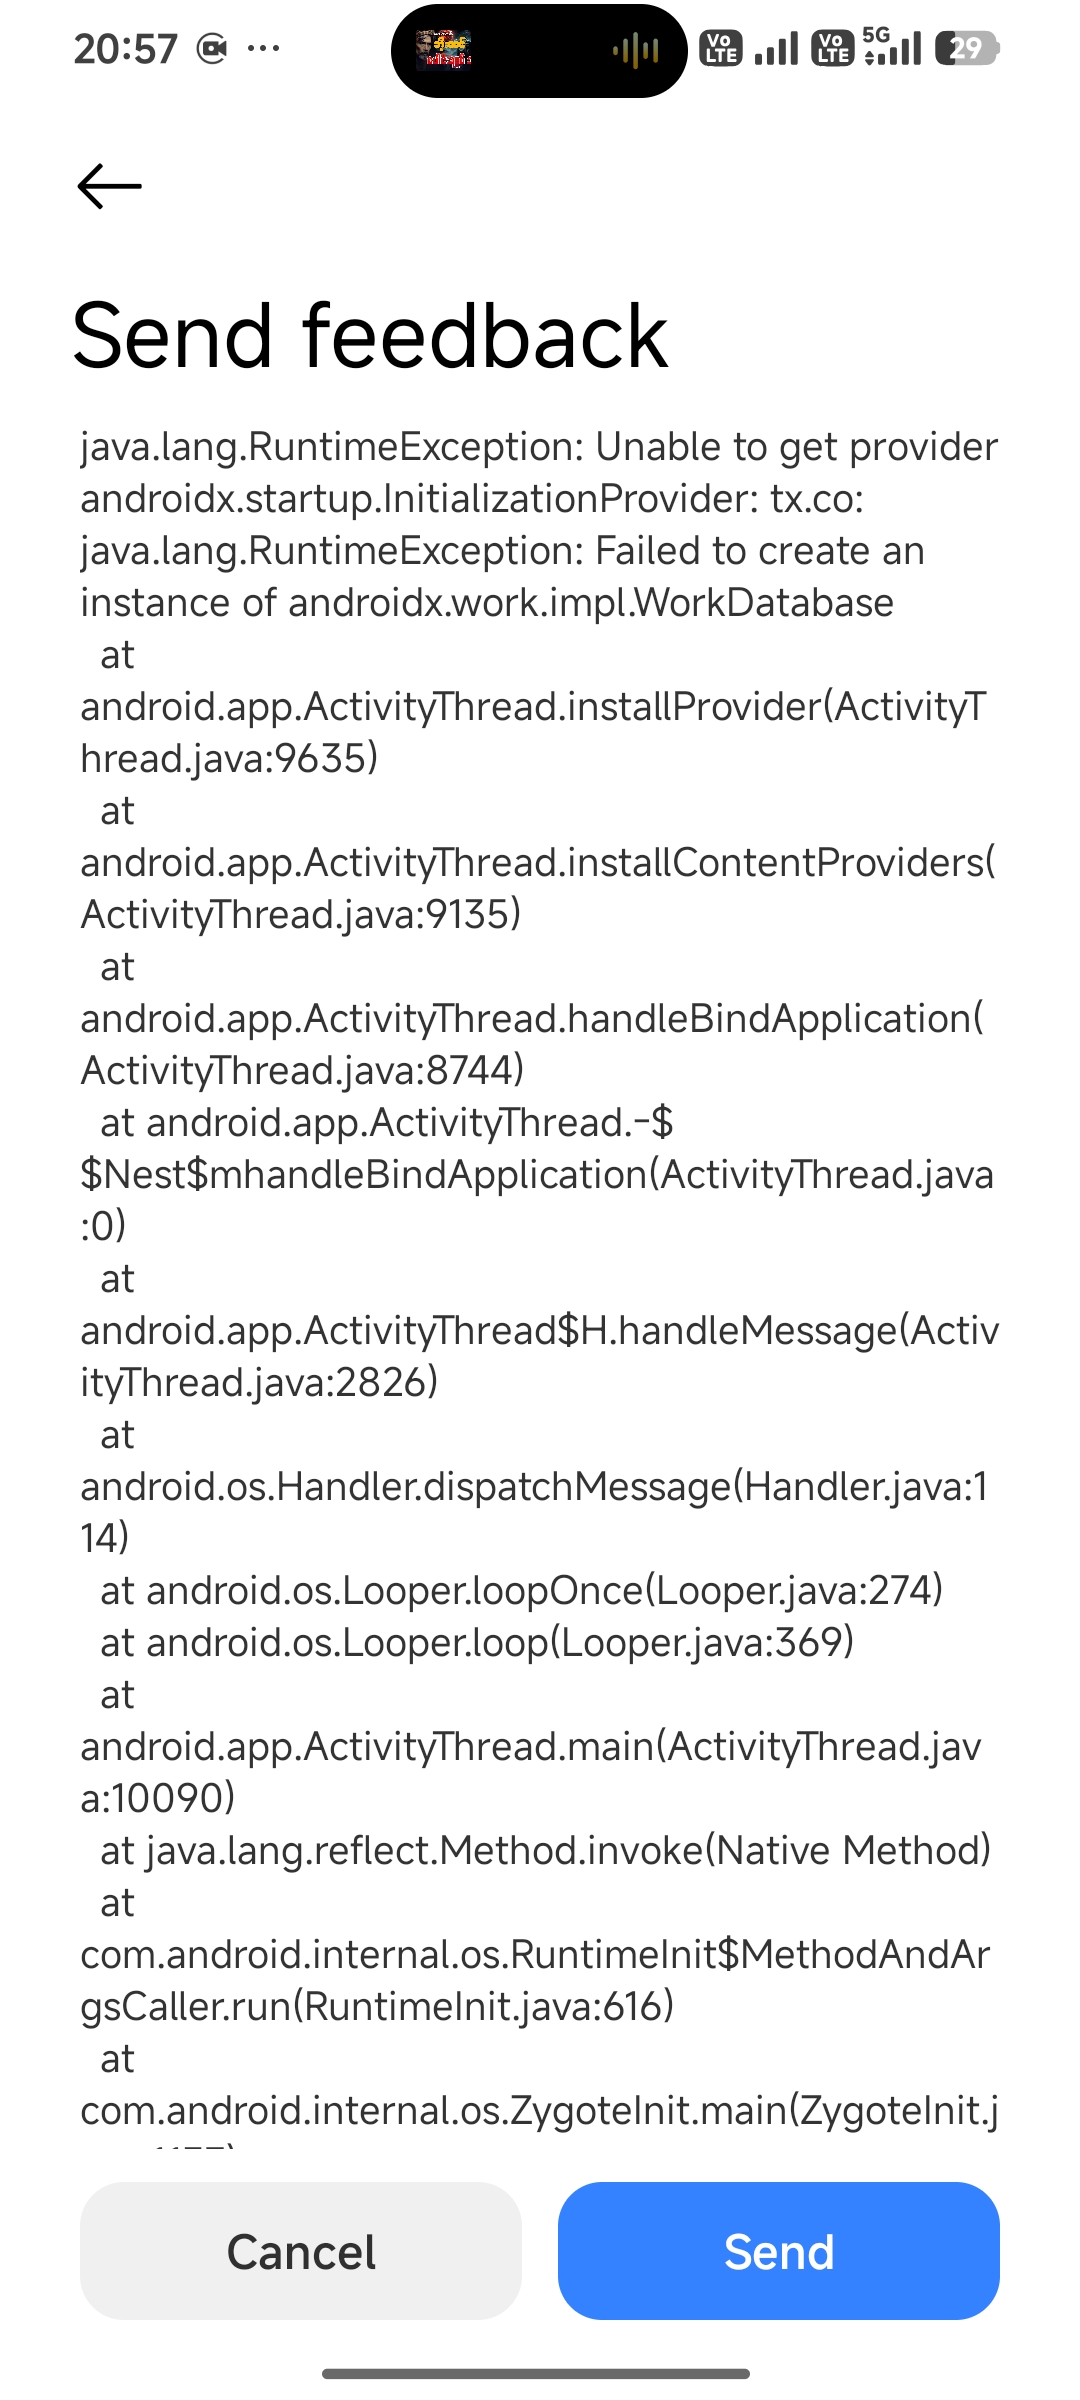 20:57
VoLTE
VoLTE
5G
29
Send feedback
java.lang.RuntimeException: Unable to get provider
androidx.startup.InitializationProvider: tx.co:
java.lang.RuntimeException: Failed to create an
instance of androidx.work.impl.WorkDatabase
at
android.app.ActivityThread.installProvider(ActivityT
hread.java:9635)
at
android.app.ActivityThread.installContentProviders(
ActivityThread.java:9135)
at
android.app.ActivityThread.handleBindApplication(
ActivityThread.java:8744)
at android.app.ActivityThread.-$
$Nest$mhandleBindApplication(ActivityThread.java
:0)
at
android.app.ActivityThread$H.handleMessage(Activ
ityThread.java:2826)
at
android.os.Handler.dispatchMessage(Handler.java:1
14)
at android.os.Looper.loopOnce(Looper.java:274)
at android.os.Looper.loop(Looper.java:369)
at
android.app.ActivityThread.main(ActivityThread.jav
a:10090)
at java.lang.reflect.Method.invoke(Native Method)
at
com.android.internal.os.RuntimeInit$MethodAndAr
gsCaller.run(RuntimeInit.java:616)
at
com.android.internal.os.ZygoteInit.main(ZygoteInit.j
Cancel
Send